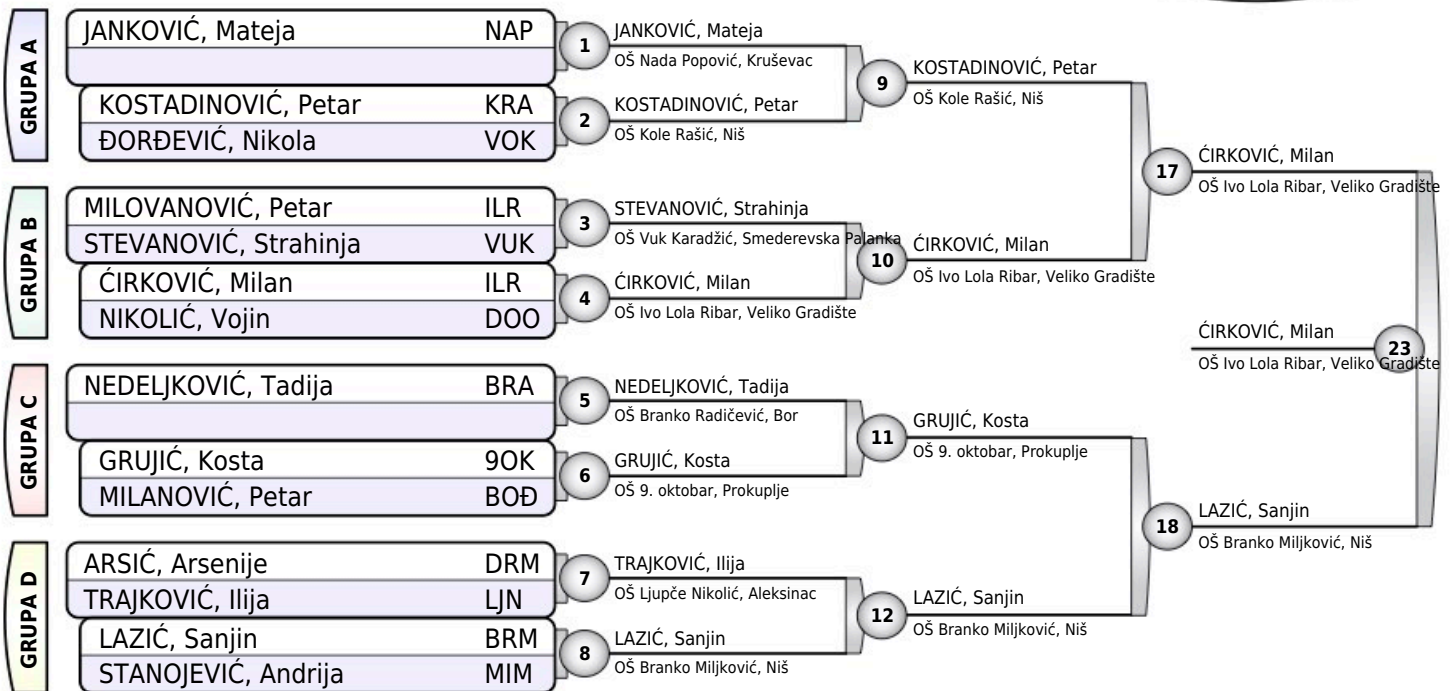 GRUPA A
JANKOVIĆ, Mateja NAP
KOSTADINOVIĆ, Petar KRA
ĐORĐEVIĆ, Nikola VOK
GRUPA B
MILOVANOVIĆ, Petar ILR
STEVANOVIĆ, Strahinja VUK
ĆIRKOVIĆ, Milan ILR
NIKOLIĆ, Vojin DOO
GRUPA C
NEDELJKOVIĆ, Tadija BRA
GRUJIĆ, Kosta 9OK
MILANOVIĆ, Petar BOĐ
GRUPA D
ARSIĆ, Arsenije DRM
TRAJKOVIĆ, Ilija LJN
LAZIĆ, Sanjin BRM
STANOJEVIĆ, Andrija MIM
1
JANKOVIĆ, Mateja
OŠ Nada Popović, Kruševac
2
KOSTADINOVIĆ, Petar
OŠ Kole Rašić, Niš
3
STEVANOVIĆ, Strahinja
OŠ Vuk Karadžić, Smederevska Palanka
4
ĆIRKOVIĆ, Milan
OŠ Ivo Lola Ribar, Veliko Gradište
5
NEDELJKOVIĆ, Tadija
OŠ Branko Radičević, Bor
6
GRUJIĆ, Kosta
OŠ 9. oktobar, Prokuplje
7
TRAJKOVIĆ, Ilija
OŠ Ljupče Nikolić, Aleksinac
8
LAZIĆ, Sanjin
OŠ Branko Miljković, Niš
9
KOSTADINOVIĆ, Petar
OŠ Kole Rašić, Niš
10
ĆIRKOVIĆ, Milan
OŠ Ivo Lola Ribar, Veliko Gradište
11
GRUJIĆ, Kosta
OŠ 9. oktobar, Prokuplje
12
LAZIĆ, Sanjin
OŠ Branko Miljković, Niš
17
ĆIRKOVIĆ, Milan
OŠ Ivo Lola Ribar, Veliko Gradište
18
LAZIĆ, Sanjin
OŠ Branko Miljković, Niš
23
ĆIRKOVIĆ, Milan
OŠ Ivo Lola Ribar, Veliko Gradište